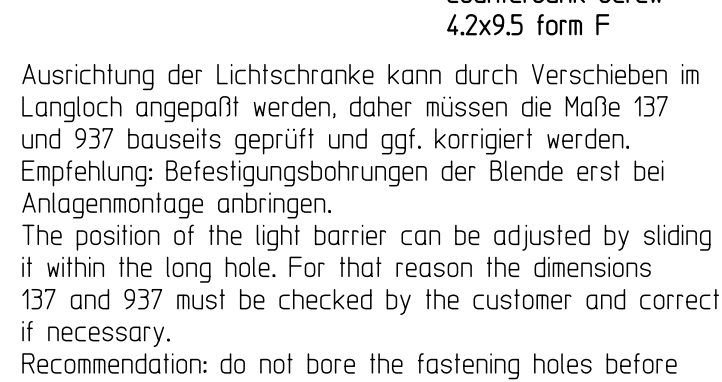 countersunk screw
4.2x9.5 form F
Ausrichtung der Lichtschranke kann durch Verschieben im
Langloch angepaßt werden, daher müssen die Maße 137
und 937 bauseits geprüft und ggf. korrigiert werden.
Empfehlung: Befestigungsbohrungen der Blende erst bei
Anlagenmontage anbringen.
The position of the light barrier can be adjusted by sliding
it within the long hole. For that reason the dimensions
137 and 937 must be checked by the customer and correct
if necessary.
Recommendation: do not bore the fastening holes before